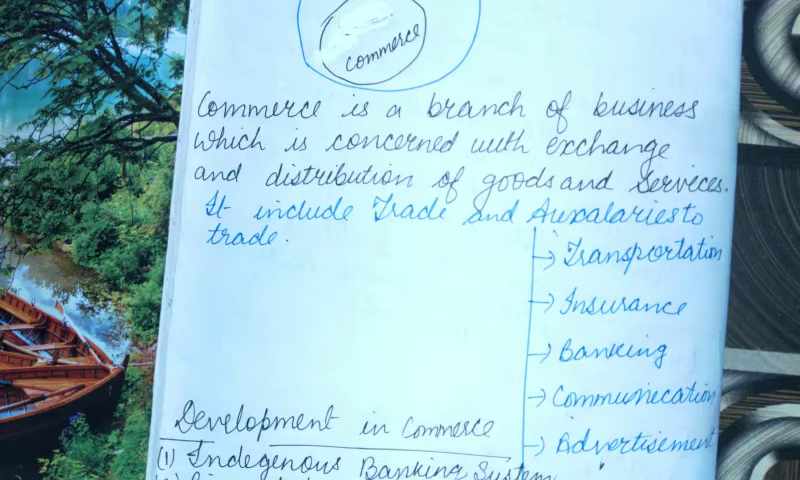 commerce
Commerce is a branch of business
which is concerned with exchange
and distribution of goods and services.
It include Trade and Auxalaries to
trade.
→ Transportation
→ Insurance
→ Banking
→ Communication
→ Advertisement
Development in Commerce
(1) Indegenous Banking System